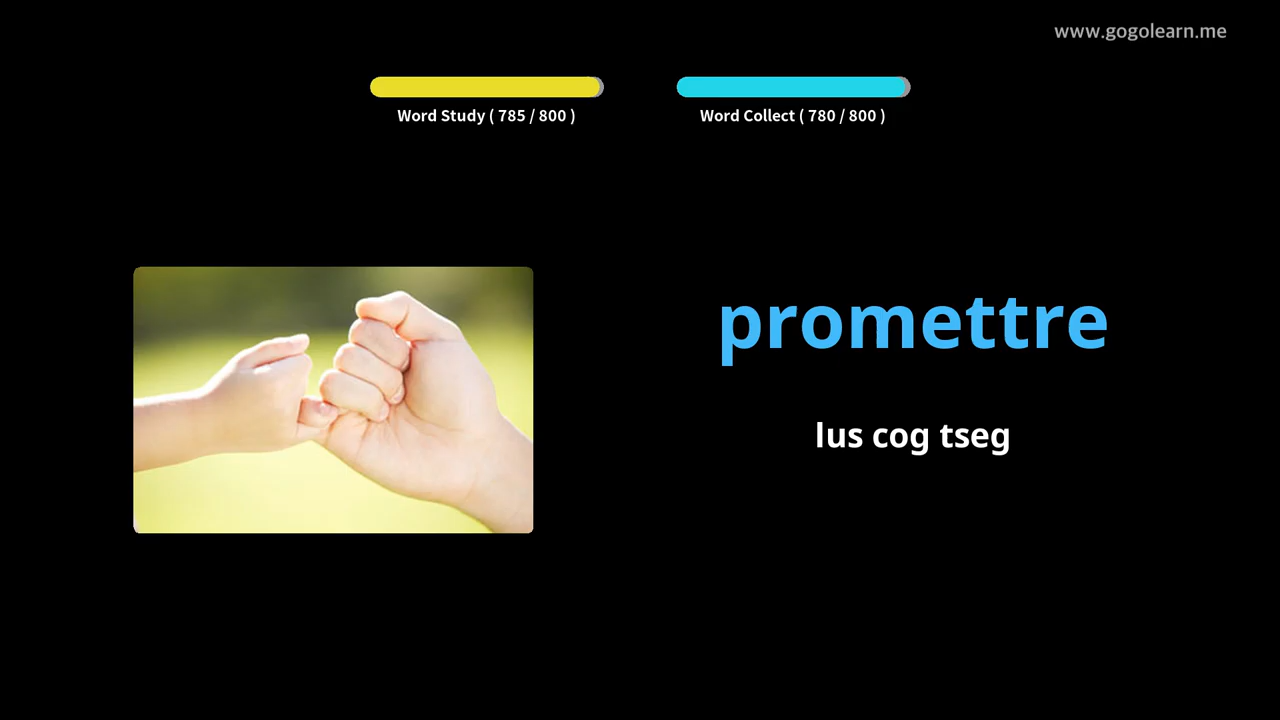 www.gogolearn.me
Word Study ( 785 / 800 )
Word Collect ( 780 / 800 )
promettre
lus cog tseg